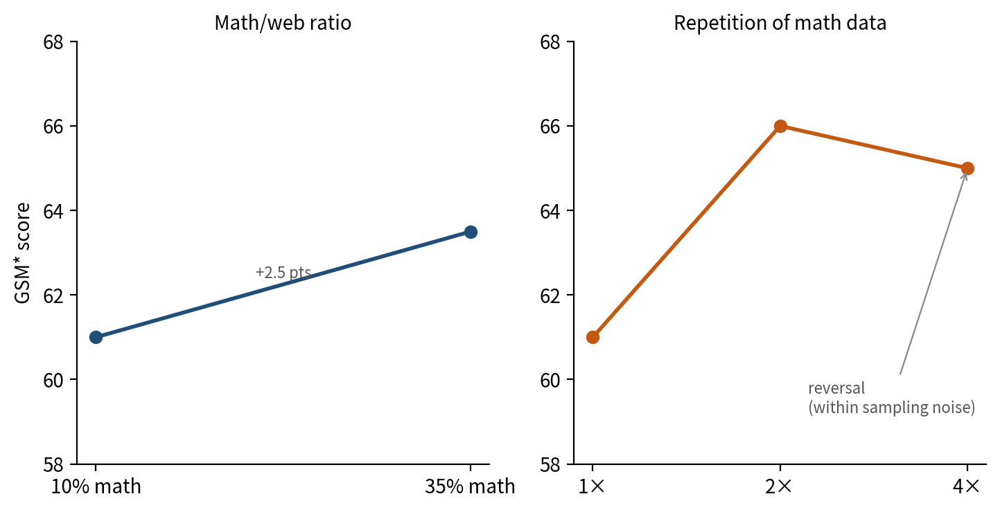 Math/web ratio
GSM* score
68
66
64
62
60
58
+2.5 pts
10% math
35% math
Repetition of math data
68
66
64
62
60
58
reversal
(within sampling noise)
1×
2×
4×